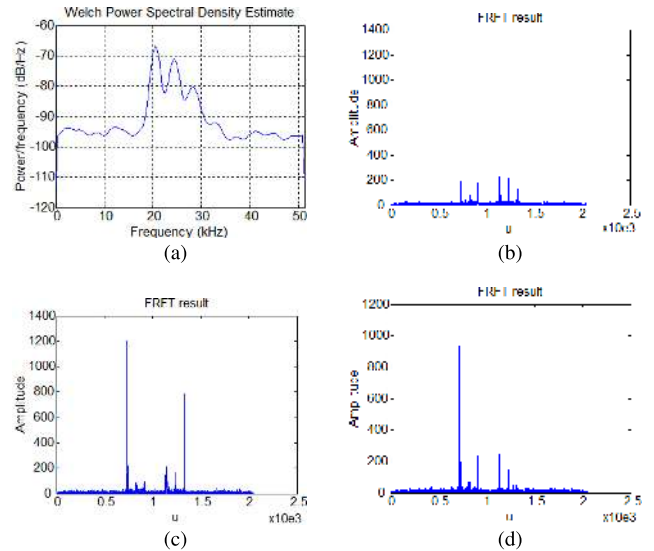 Welch Power Spectral Density Estimate
Power/frequency (dB/Hz)
-60
-70
-80
-90
-100
-110
-120
0 10 20 30 40 50
Frequency (kHz)
(a)
FRFT result
Amplitude
1400
1200
1000
800
600
400
200
0
0 0.5 1 1.5 2 2.5
u x10e3
(b)
FRFT result
Amplitude
1400
1200
1000
800
600
400
200
0
0 0.5 1 1.5 2 2.5
u x10e3
(c)
FRFT result
Amplitude
1200
1000
800
600
400
200
0
0 0.5 1 1.5 2 2.5
u x10e3
(d)